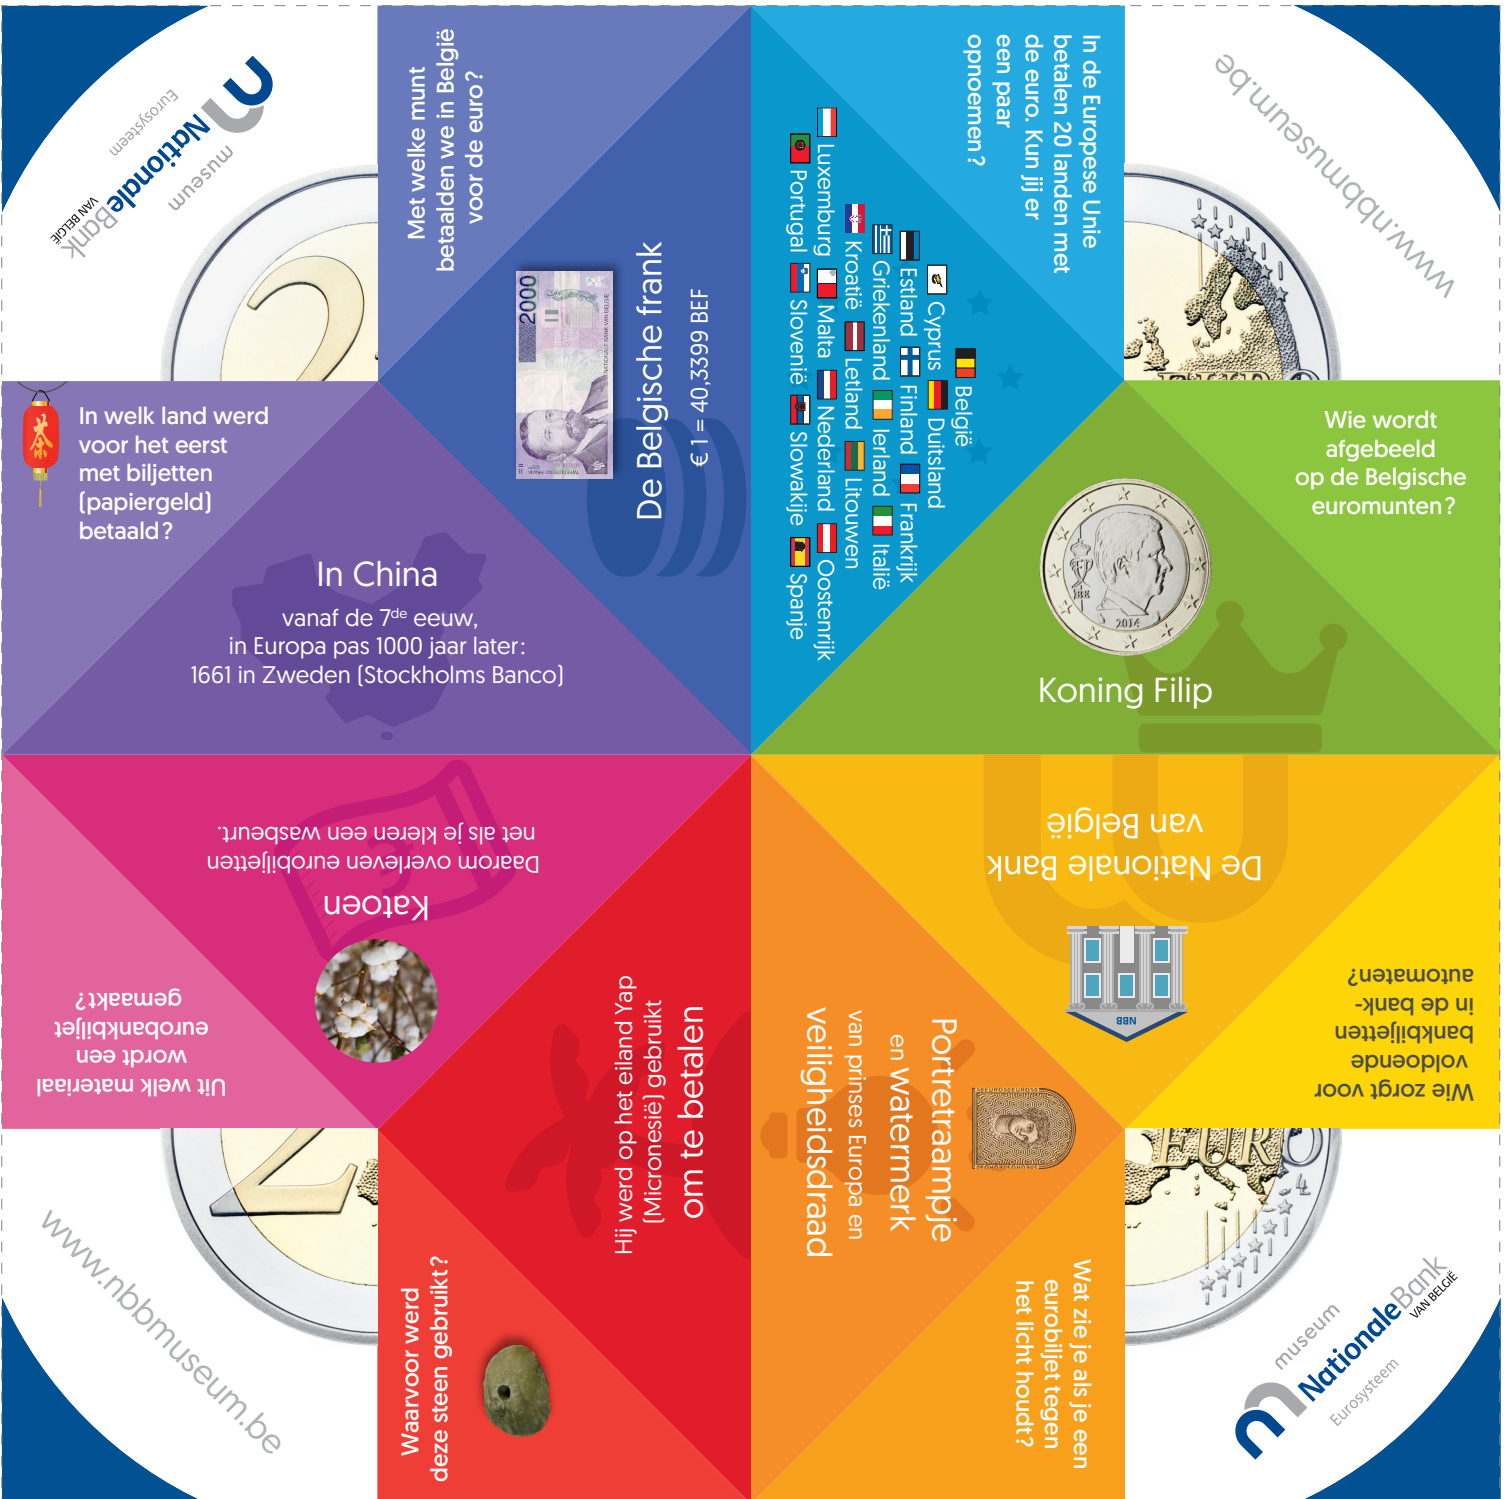 museum
NationaleBank
VAN BELGIË
Eurosysteem
Met welke munt
betaalden we in België
voor de euro?
2000
De Belgische frank
€ 1 = 40,3399 BEF
In de Europese Unie
betalen 20 landen met
de euro. Kun jij er
een paar
opnoemen?
België
Cyprus Duitsland
Estland Finland Frankrijk
Griekenland Ierland Italië
Kroatië Letland Litouwen
Luxemburg Malta Nederland Oostenrijk
Portugal Slovenië Slowakije Spanje
www.nbbmuseum.be
In welk land werd
voor het eerst
met biljetten
(papiergeld)
betaald?
In China
vanaf de 7de eeuw,
in Europa pas 1000 jaar later:
1661 in Zweden (Stockholms Banco)
Wie wordt
afgebeeld
op de Belgische
euromunten?
2014
Koning Filip
Uit welk materiaal
wordt een
eurobankbiljet
gemaakt?
Katoen
Daarom overleven eurobiljetten
net als je kleren een wasbeurt.
Wie zorgt voor
voldoende
bankbiljetten
in de bank-
automaten?
NBB
De Nationale Bank
van België
Waarvoor werd
deze steen gebruikt?
Hij werd op het eiland Yap
(Micronesië) gebruikt
om te betalen
Wat zie je als je een
eurobiljet tegen
het licht houdt?
Portretraampje
en watermerk
van prinses Europa en
veiligheidsdraad
EURO
www.nbbmuseum.be
museum
NationaleBank
VAN BELGIË
Eurosysteem